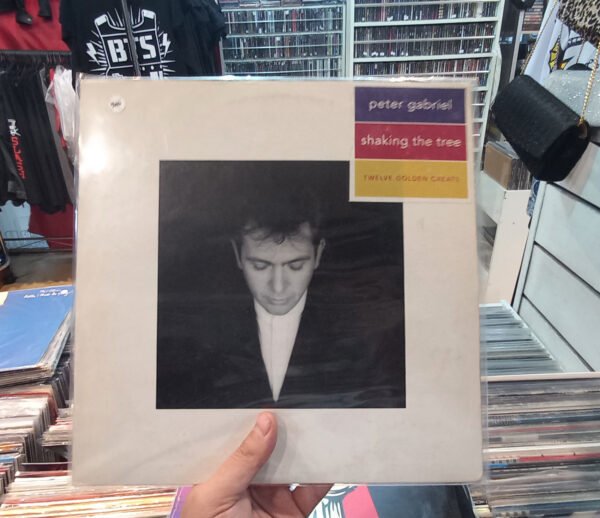 BTS
peter gabriel
shaking the tree
TWELVE GOLDEN GREATS